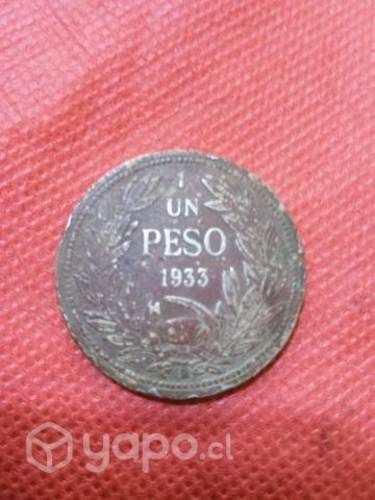 UN
PESO
1933
yapo.cl